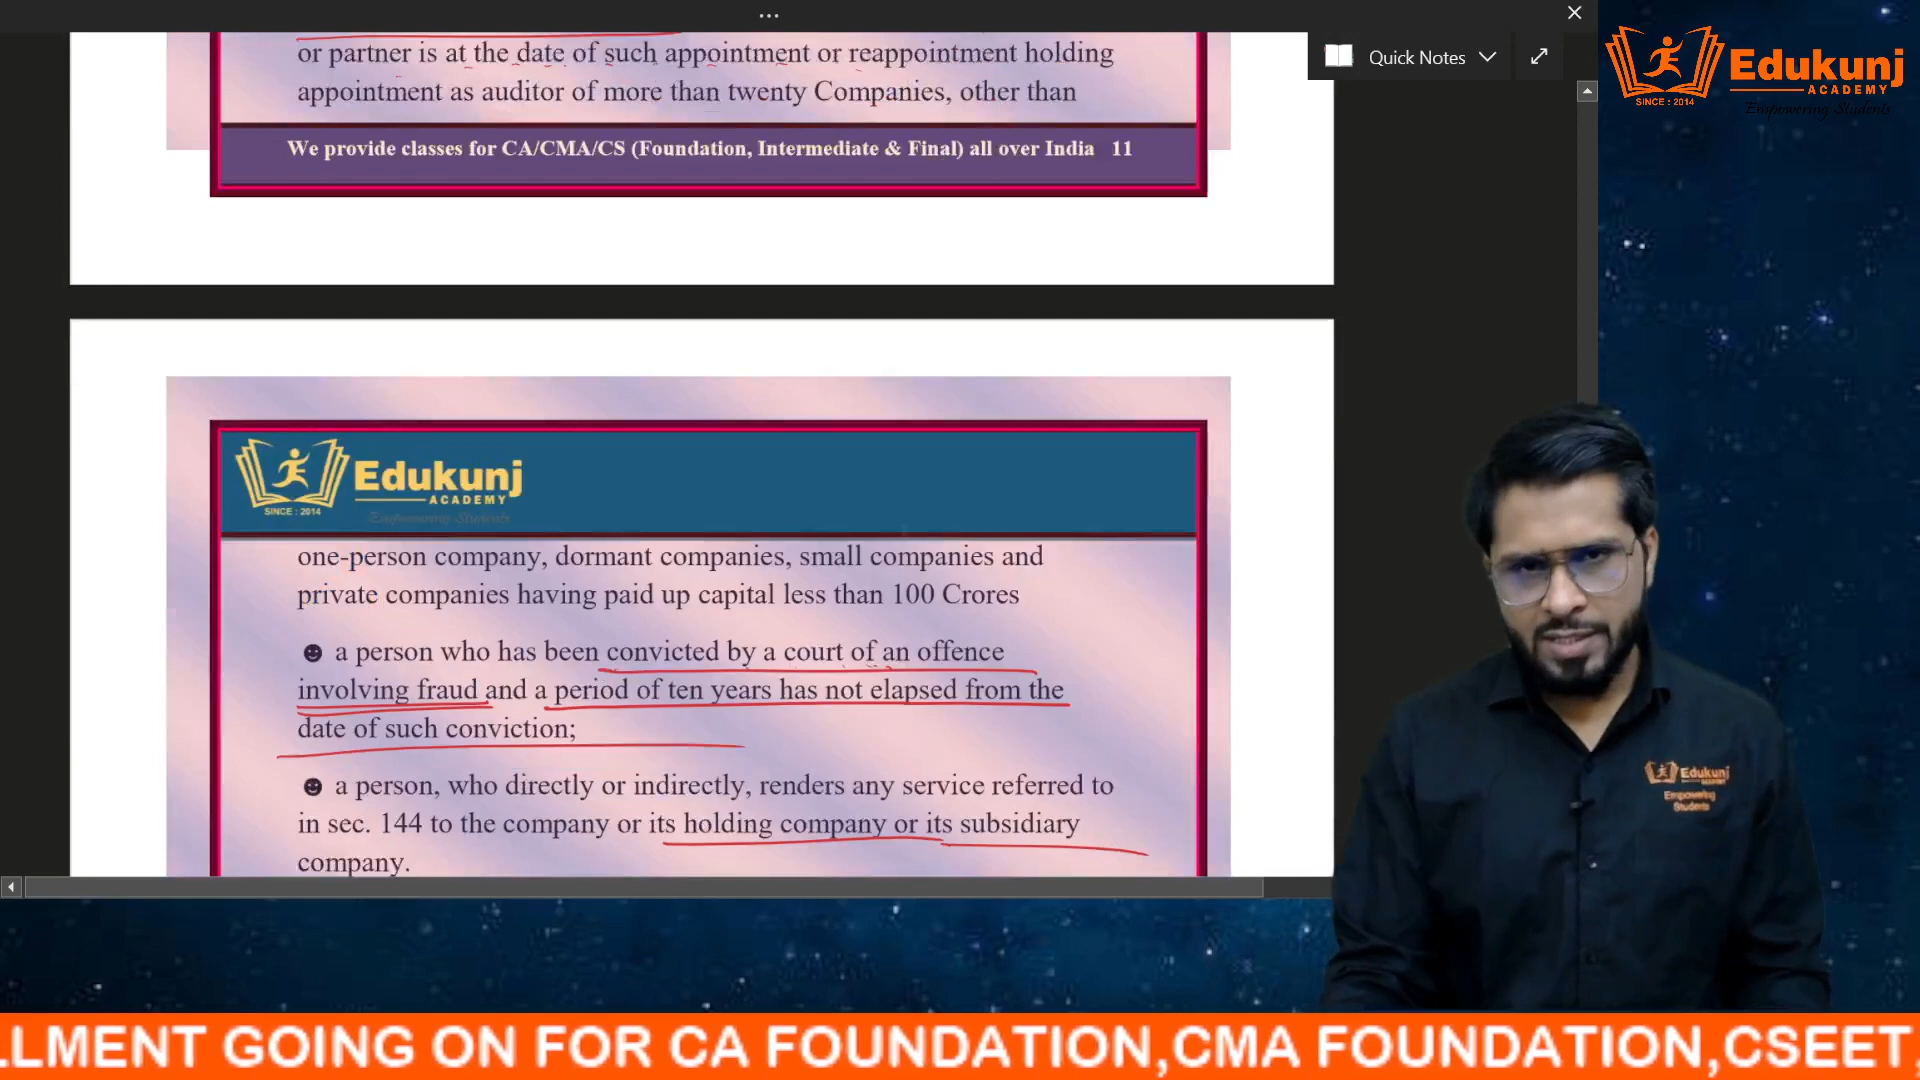 or partner is at the date of such appointment or reappointment holding
appointment as auditor of more than twenty Companies, other than
We provide classes for CA/CMA/CS (Foundation, Intermediate & Final) all over India 11
Quick Notes
Edukunj
ACADEMY
SINCE : 2014
Empowering Students
Edukunj
ACADEMY
SINCE : 2014
Empowering Students
one-person company, dormant companies, small companies and
private companies having paid up capital less than 100 Crores
☻ a person who has been convicted by a court of an offence
involving fraud and a period of ten years has not elapsed from the
date of such conviction;
☻ a person, who directly or indirectly, renders any service referred to
in sec. 144 to the company or its holding company or its subsidiary
company.
Edukunj
Empowering
Students
LLMENT GOING ON FOR CA FOUNDATION,CMA FOUNDATION,CSEET,